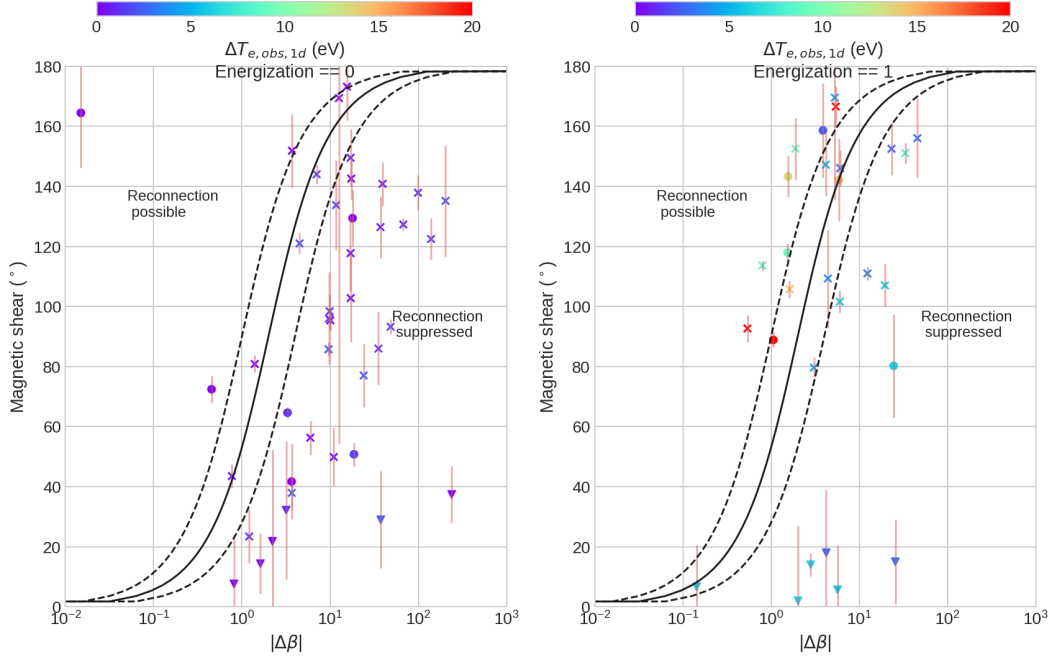 0 5 10 15 20
ΔT_{e,obs,1d} (eV)
Energization == 0
180
160
140
120
100
80
60
40
20
0
Magnetic shear ( ° )
Reconnection
possible
Reconnection
suppressed
10^{-2} 10^{-1} 10^{0} 10^{1} 10^{2} 10^{3}
|Δβ|
0 5 10 15 20
ΔT_{e,obs,1d} (eV)
Energization == 1
180
160
140
120
100
80
60
40
20
0
Magnetic shear ( ° )
Reconnection
possible
Reconnection
suppressed
10^{-2} 10^{-1} 10^{0} 10^{1} 10^{2} 10^{3}
|Δβ|